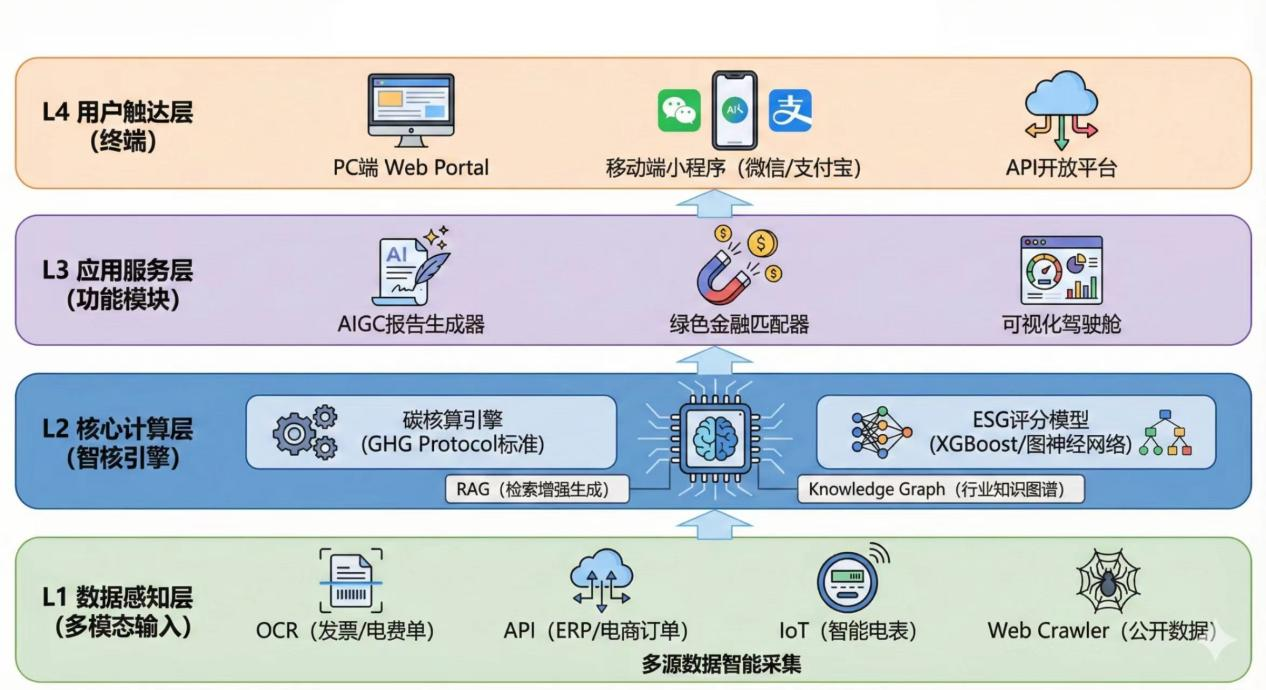 L4 用户触达层
（终端）
PC端 Web Portal
AI
移动端小程序（微信/支付宝）
支
API开放平台
L3 应用服务层
（功能模块）
AI
AIGC报告生成器
$
$
$
绿色金融匹配器
可视化驾驶舱
L2 核心计算层
（智核引擎）
碳核算引擎
(GHG Protocol标准)
ESG评分模型
(XGBoost/图神经网络)
RAG（检索增强生成）
Knowledge Graph（行业知识图谱）
L1 数据感知层
（多模态输入）
OCR（发票/电费单）
API（ERP/电商订单）
IoT（智能电表）
Web Crawler（公开数据）
多源数据智能采集